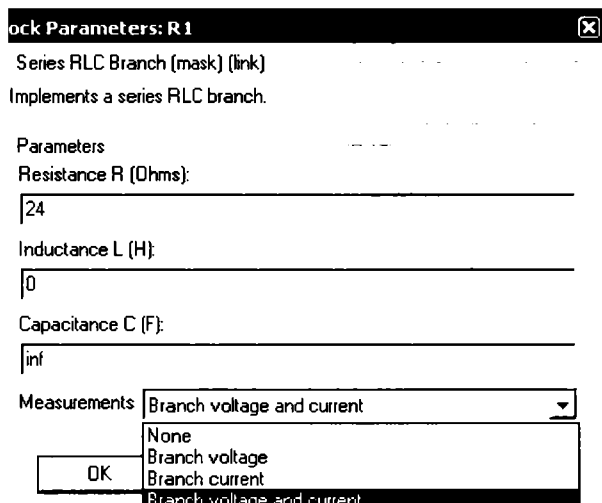 ock Parameters: R1
Series RLC Branch (mask) (link)
Implements a series RLC branch.
Parameters
Resistance R (Ohms):
24
Inductance L (H):
0
Capacitance C (F):
inf
Measurements Branch voltage and current
None
Branch voltage
OK
Branch current
Branch voltage and current